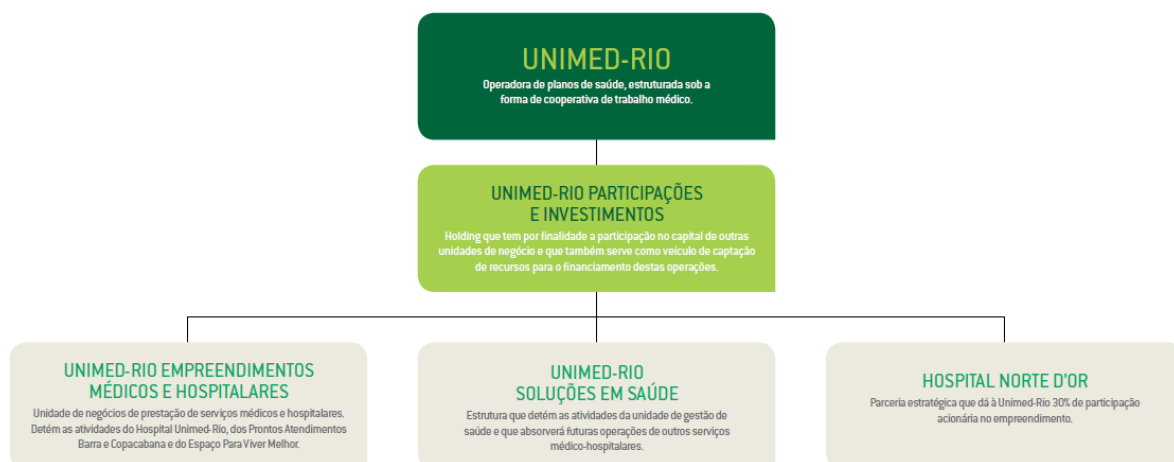 UNIMED-RIO
Operadora de planos de saúde, estruturada sob a
forma de cooperativa de trabalho médico.
UNIMED-RIO PARTICIPAÇÕES
E INVESTIMENTOS
Holding que tem por finalidade a participação no capital de outras
unidades de negócio e que também serve como veículo de captação
de recursos para o financiamento destas operações.
UNIMED-RIO EMPREENDIMENTOS
MÉDICOS E HOSPITALARES
Unidade de negócios de prestação de serviços médicos e hospitalares.
Detém as atividades do Hospital Unimed-Rio, dos Prontos Atendimentos
Barra e Copacabana e do Espaço Para Viver Melhor.
UNIMED-RIO
SOLUÇÕES EM SAÚDE
Estrutura que detém as atividades da unidade de gestão de
saúde e que absorverá futuras operações de outros serviços
médico-hospitalares.
HOSPITAL NORTE D'OR
Parceria estratégica que dá à Unimed-Rio 30% de participação
acionária no empreendimento.